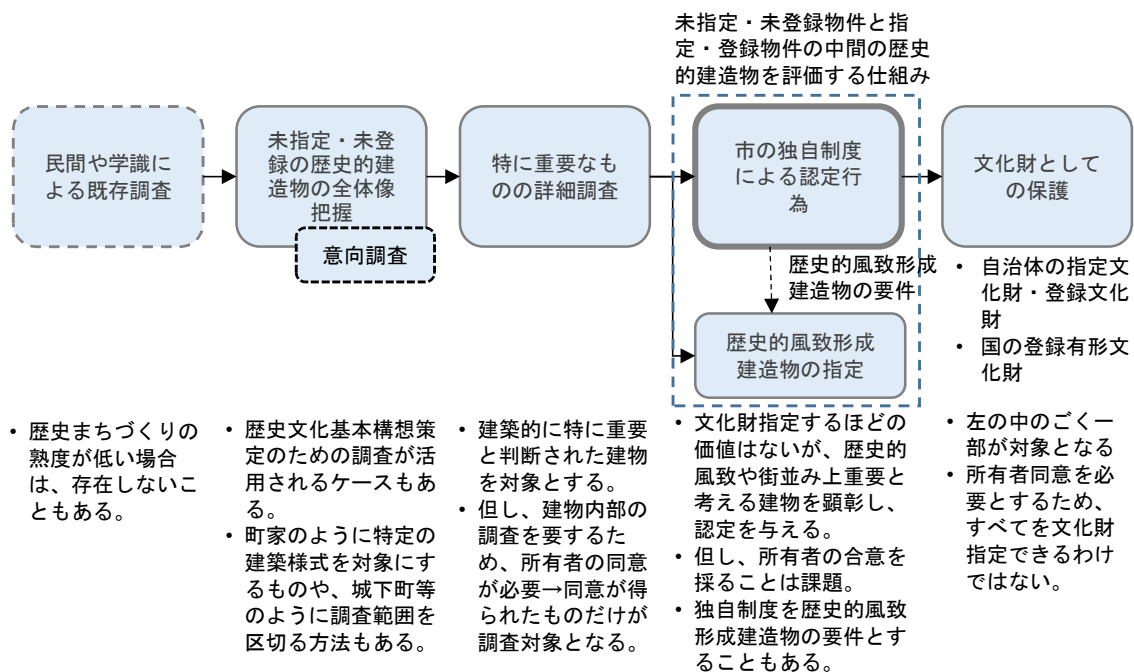 未指定・未登録物件と指
定・登録物件の中間の歴史
的建造物を評価する仕組み
民間や学識に
よる既存調査
未指定・未登
録の歴史的建
造物の全体像
把握
意向調査
特に重要なも
のの詳細調査
市の独自制度
による認定行
為
文化財として
の保護
歴史的風致形成
建造物の要件
歴史的風致形成
建造物の指定
• 自治体の指定文
化財・登録文化
財
• 国の登録有形文
化財
• 歴史まちづくりの
熟度が低い場合
は、存在しないこ
ともある。
• 歴史文化基本構想策
定のための調査が活
用されるケースもあ
る。
• 町家のように特定の
建築様式を対象にす
るものや、城下町等
のように調査範囲を
区切る方法もある。
• 建築的に特に重要
と判断された建物
を対象とする。
• 但し、建物内部の
調査を要するた
め、所有者の同意
が必要→同意が得
られたものだけが
調査対象となる。
• 文化財指定するほどの
価値はないが、歴史的
風致や街並み上重要と
考える建物を顕彰し、
認定を与える。
• 但し、所有者の合意を
採ることは課題。
• 独自制度を歴史的風致
形成建造物の要件とす
ることもある。
• 左の中のごく一
部が対象となる
• 所有者同意を必
要とするため、
すべてを文化財
指定できるわけ
ではない。